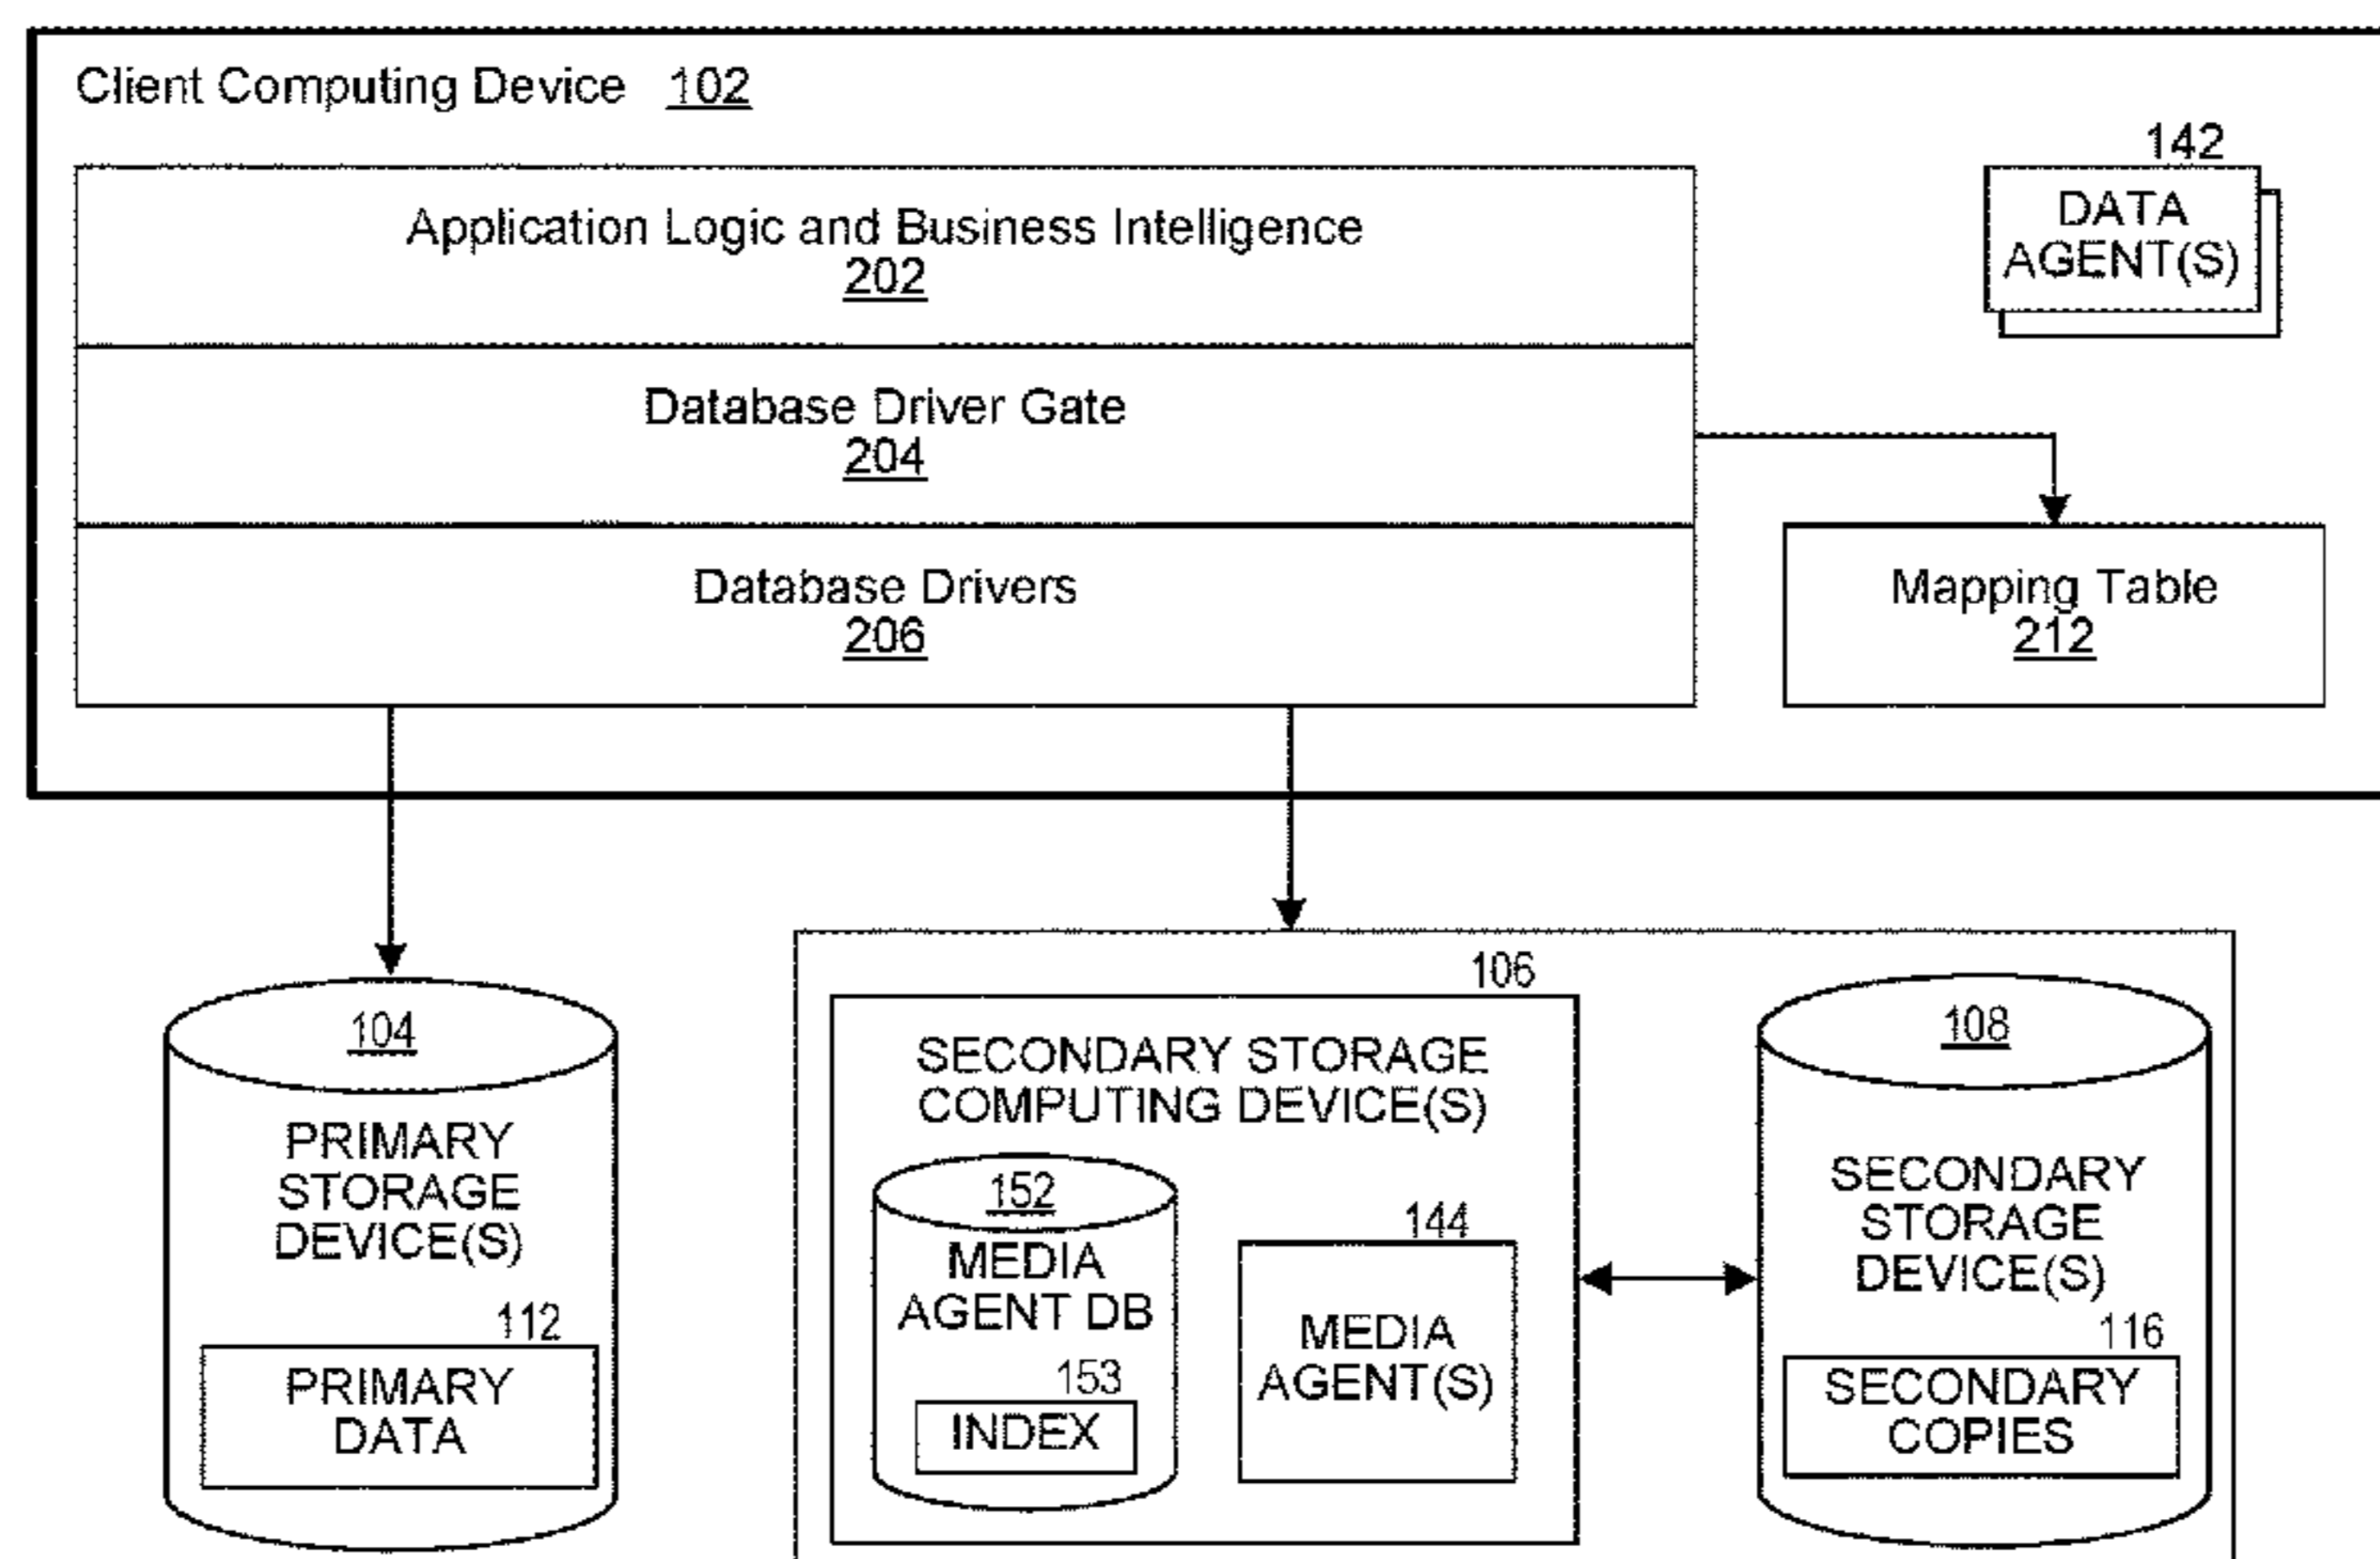 Client Computing Device 102
142
DATA
AGENT(S)
Application Logic and Business Intelligence
202
Database Driver Gate
204
Database Drivers
206
Mapping Table
212
104
PRIMARY
STORAGE
DEVICE(S)
112
PRIMARY
DATA
106
SECONDARY STORAGE
COMPUTING DEVICE(S)
152
MEDIA
AGENT DB
153
INDEX
144
MEDIA
AGENT(S)
108
SECONDARY
STORAGE
DEVICE(S)
116
SECONDARY
COPIES